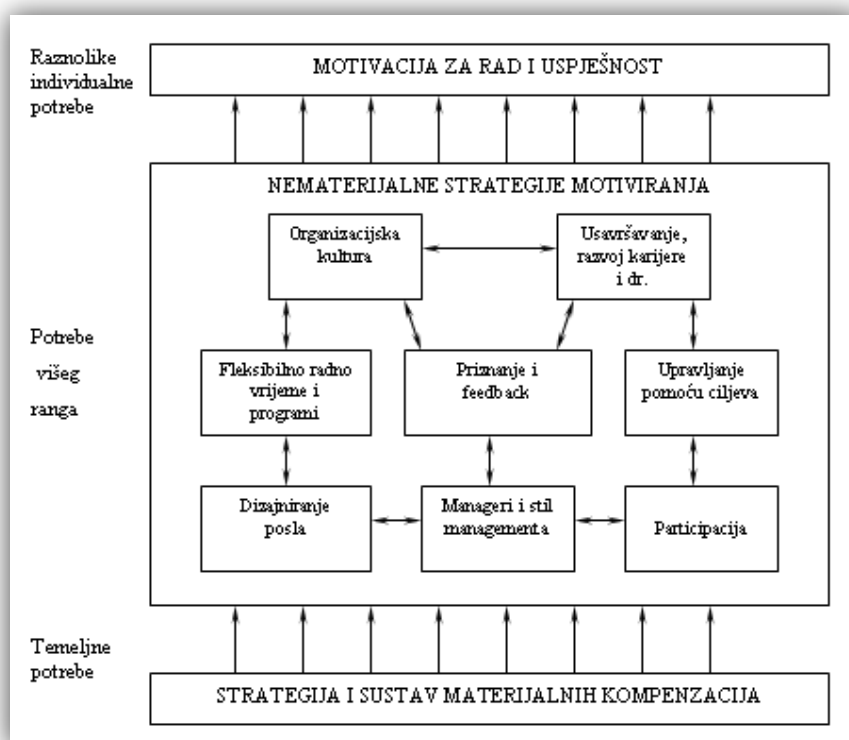 Raznolike
individualne
potrebe
MOTIVACIJA ZA RAD I USPJEŠNOST
NEMATERIJALNE STRATEGIJE MOTIVIRANJA
Organizacijska
kultura
Usavršavanje,
razvoj karijere
i dr.
Potrebe
višeg
ranga
Fleksibilno radno
vrijeme i
programi
Priznanje i
feedback
Upravljanje
pomoću ciljeva
Dizajniranje
posla
Manageri i stil
managementa
Participacija
Temeljne
potrebe
STRATEGIJA I SUSTAV MATERIJALNIH KOMPENZACIJA